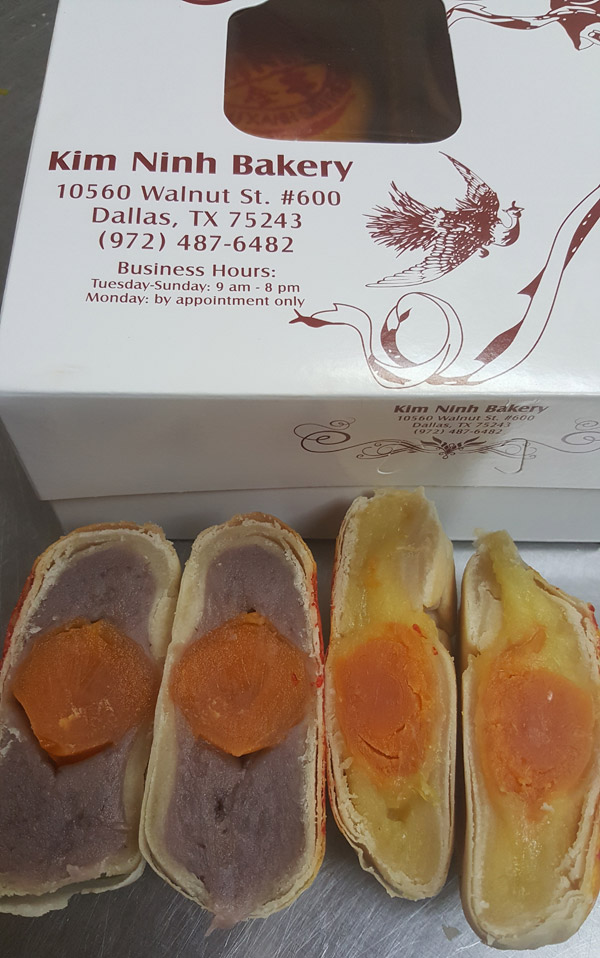 Kim Ninh Bakery
10560 Walnut St. #600
Dallas, TX 75243
(972) 487-6482
Business Hours:
Tuesday-Sunday: 9 am - 8 pm
Monday: by appointment only
Kim Ninh Bakery
10560 Walnut St. #600
Dallas, TX 75243
(972) 487-6482